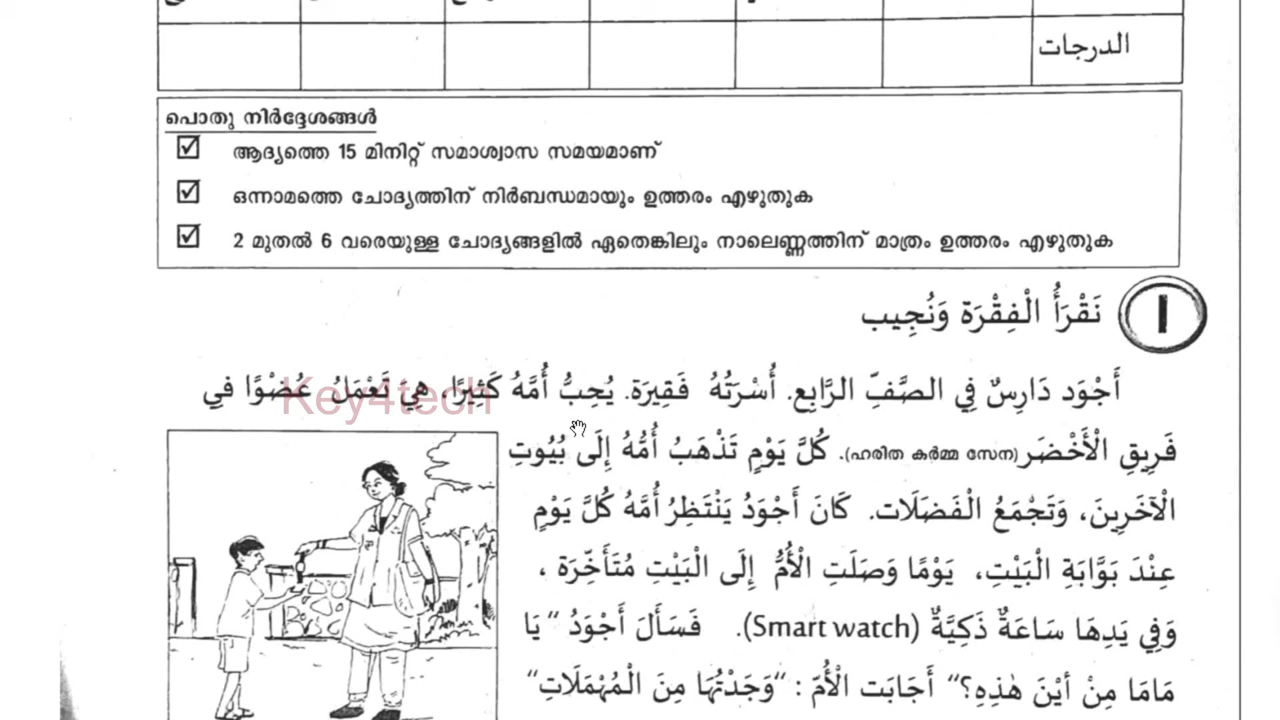 الدرجات
പൊതു നിർദ്ദേശങ്ങൾ
ആദ്യത്തെ 15 മിനിറ്റ് സമാശ്വാസ സമയമാണ്
ഒന്നാമത്തെ ചോദ്യത്തിന് നിർബന്ധമായും ഉത്തരം എഴുതുക
2 മുതൽ 6 വരെയുള്ള ചോദ്യങ്ങളിൽ ഏതെങ്കിലും നാലെണ്ണത്തിന് മാത്രം ഉത്തരം എഴുതുക
١ نَقْرَأُ الْفِقْرَة وَنُجِيب
أَجْوَد دَارِسٌ فِي الصَّفِّ الرَّابِع. أُسْرَتُهُ فَقِيرَة. يُحِبُّ أُمَّهُ كَثِيرًا، هِيَ تَعْمَلُ عُضْوًا فِي
Key4tech
فَرِيقِ الْأَخْضَر (ഹരിത കർമ്മ സേന). كُلَّ يَوْمٍ تَذْهَبُ أُمُّهُ إِلَى بُيُوتِ
الْآخَرِينَ، وَتَجْمَعُ الْفَضَلَات. كَانَ أَجْوَدُ يَنْتَظِرُ أُمَّهُ كُلَّ يَوْمٍ
عِنْدَ بَوَّابَةِ الْبَيْتِ، يَوْمًا وَصَلَتِ الْأُمُّ إِلَى الْبَيْتِ مُتَأَخِّرَة ،
وَفِي يَدِهَا سَاعَةٌ ذَكِيَّةٌ (Smart watch). فَسَأَلَ أَجْوَدُ "يَا
مَامَا مِنْ أَيْنَ هٰذِهِ؟" أَجَابَت الْأُمّ : "وَجَدْتُهَا مِنَ الْمُهْمَلَاتِ"